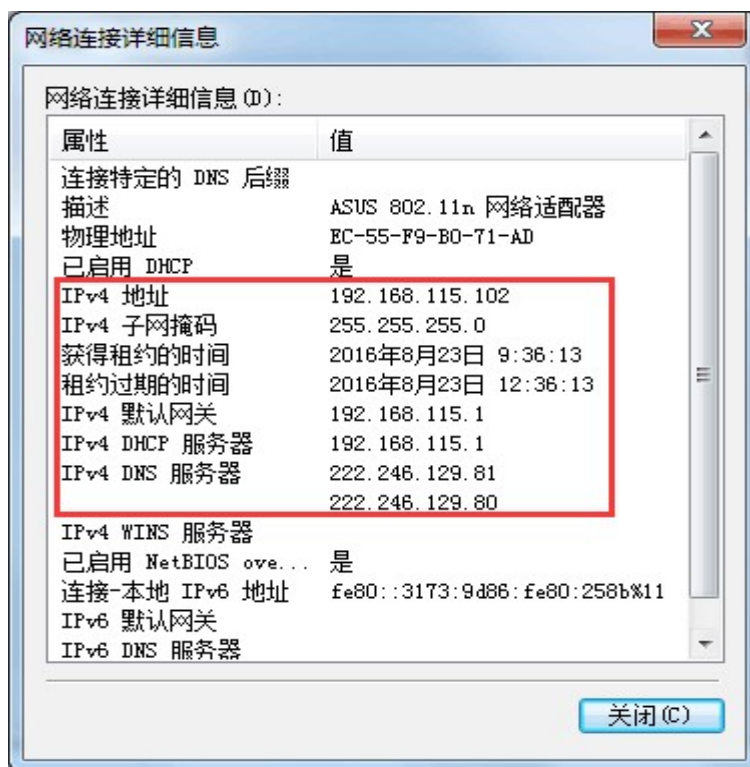 网络连接详细信息
网络连接详细信息(D):
属性 值
连接特定的 DNS 后缀
描述 ASUS 802.11n 网络适配器
物理地址 EC-55-F9-B0-71-AD
已启用 DHCP 是
IPv4 地址 192.168.115.102
IPv4 子网掩码 255.255.255.0
获得租约的时间 2016年8月23日 9:36:13
租约过期的时间 2016年8月23日 12:36:13
IPv4 默认网关 192.168.115.1
IPv4 DHCP 服务器 192.168.115.1
IPv4 DNS 服务器 222.246.129.81
222.246.129.80
IPv4 WINS 服务器
已启用 NetBIOS ove... 是
连接-本地 IPv6 地址 fe80::3173:9d86:fe80:258b%11
IPv6 默认网关
IPv6 DNS 服务器
关闭(C)